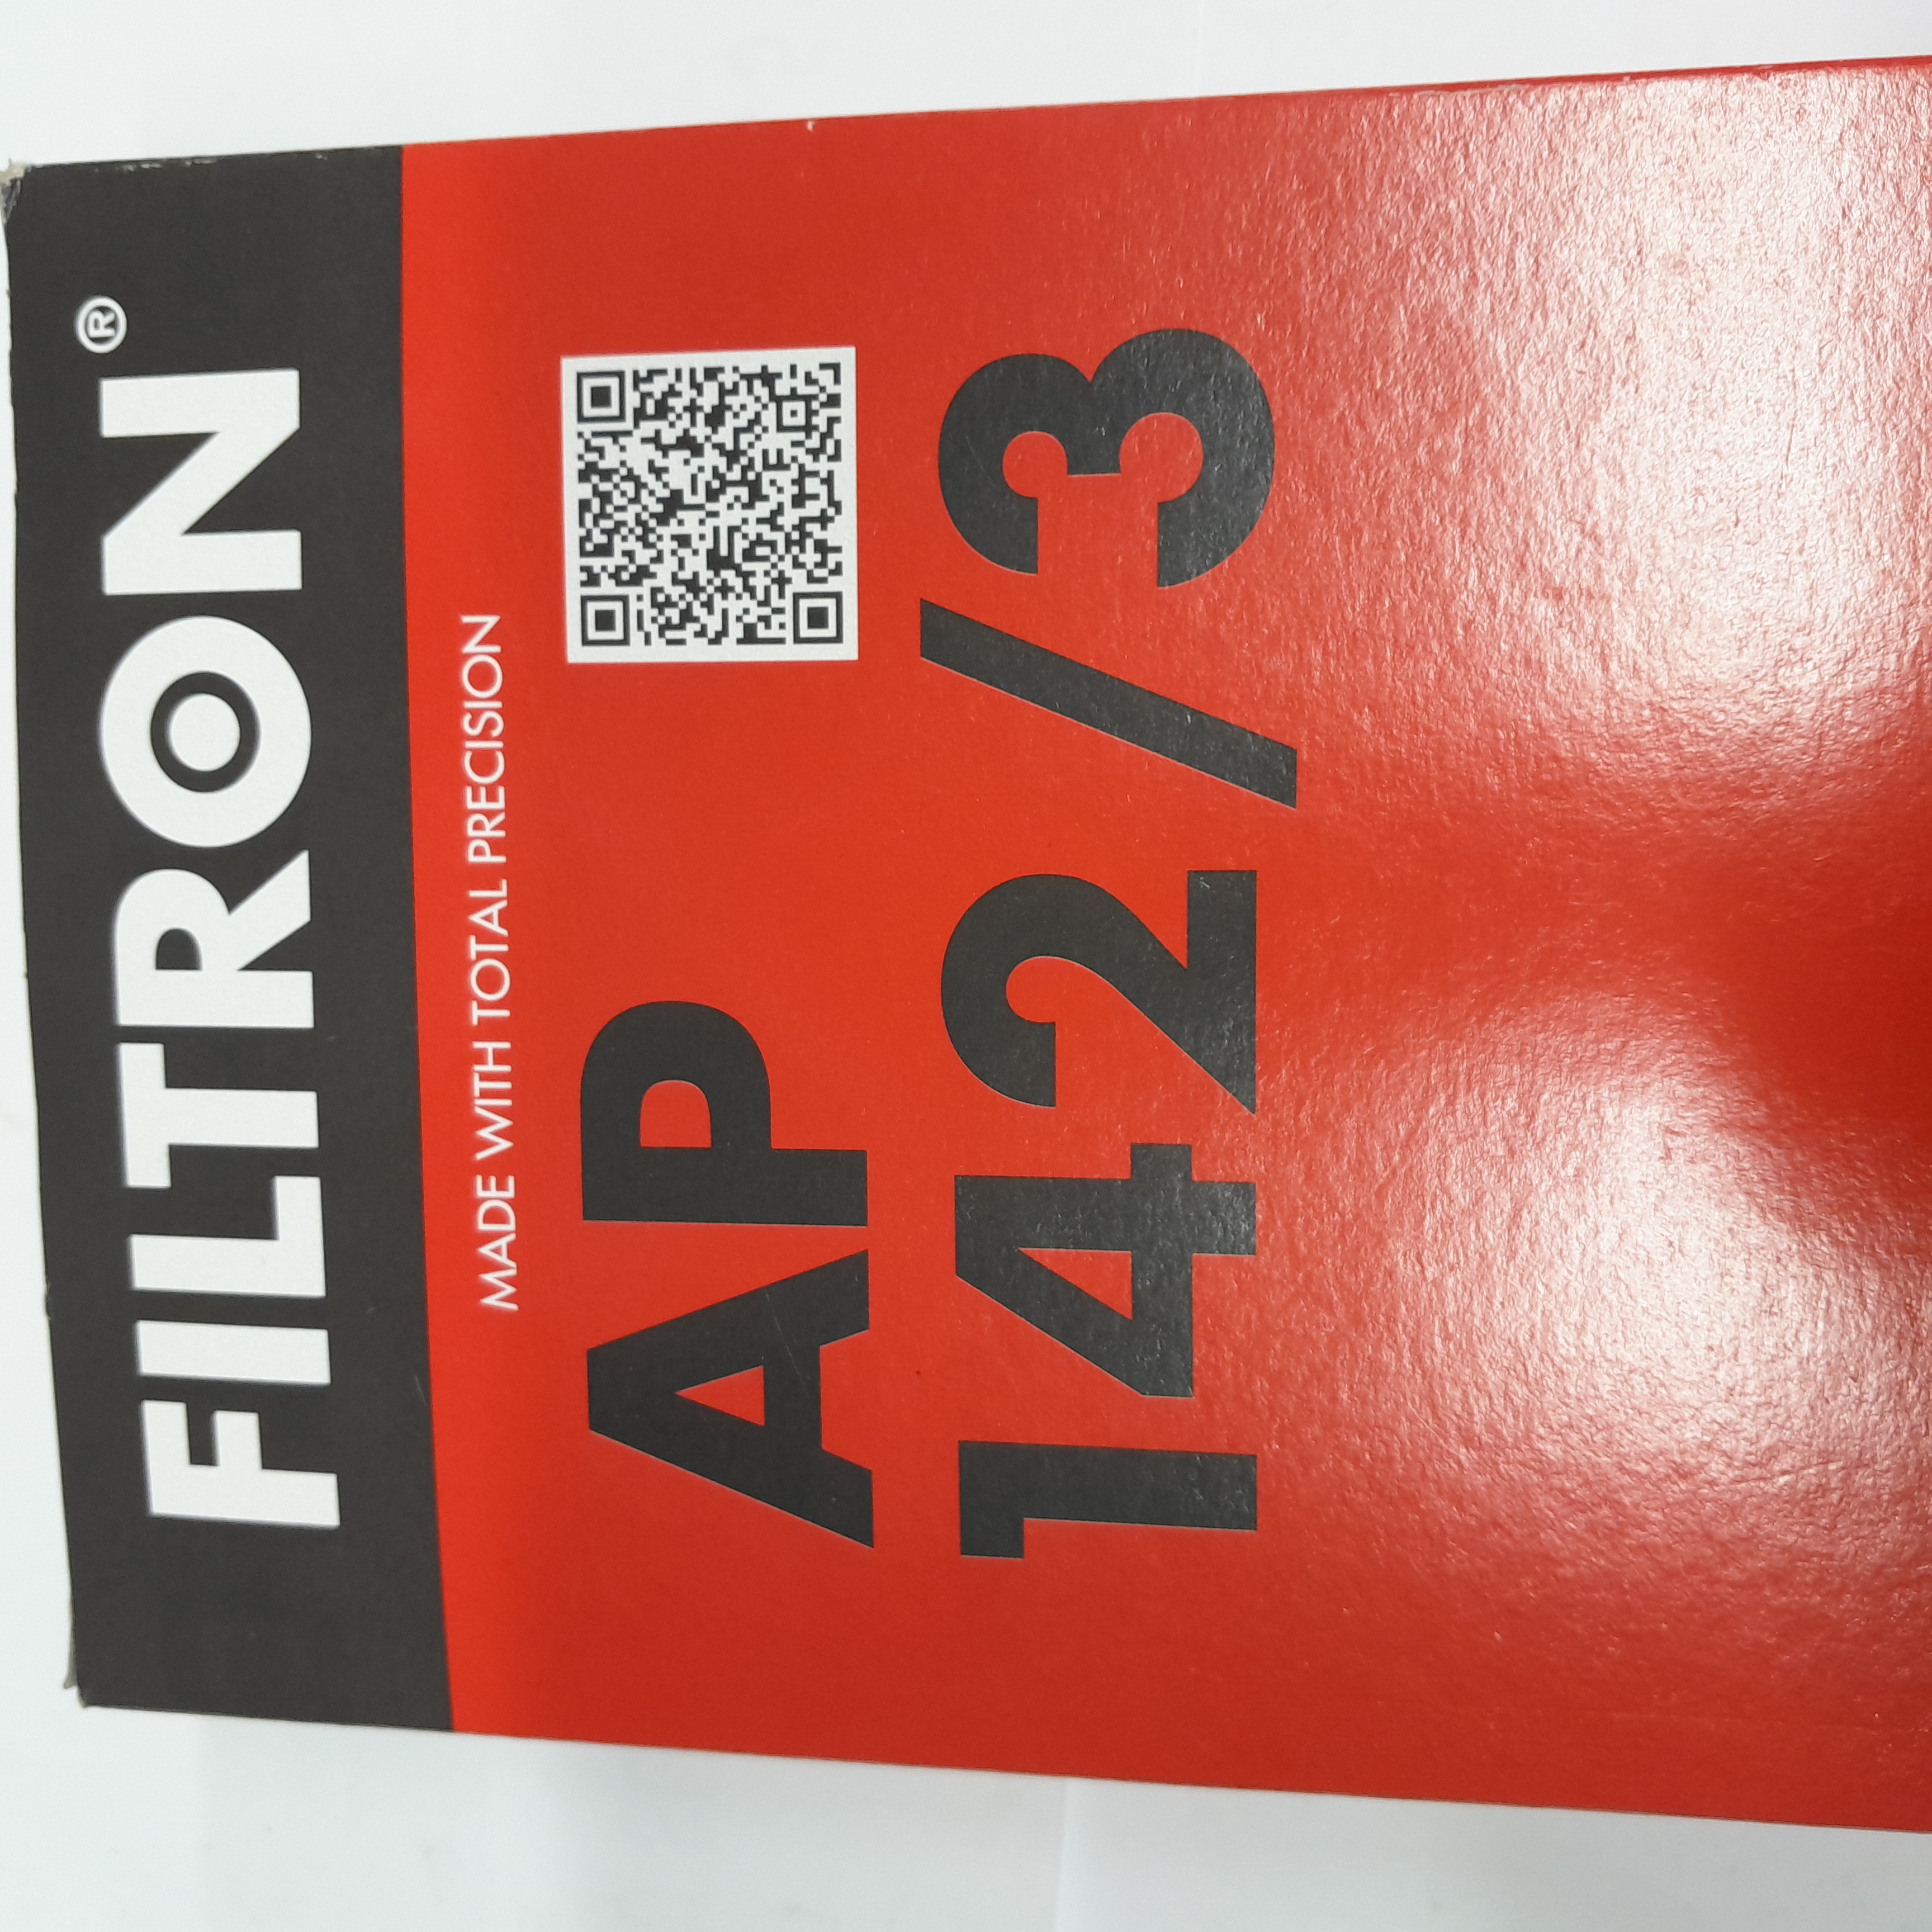 FILTRON®
MADE WITH TOTAL PRECISION
AP
142/3